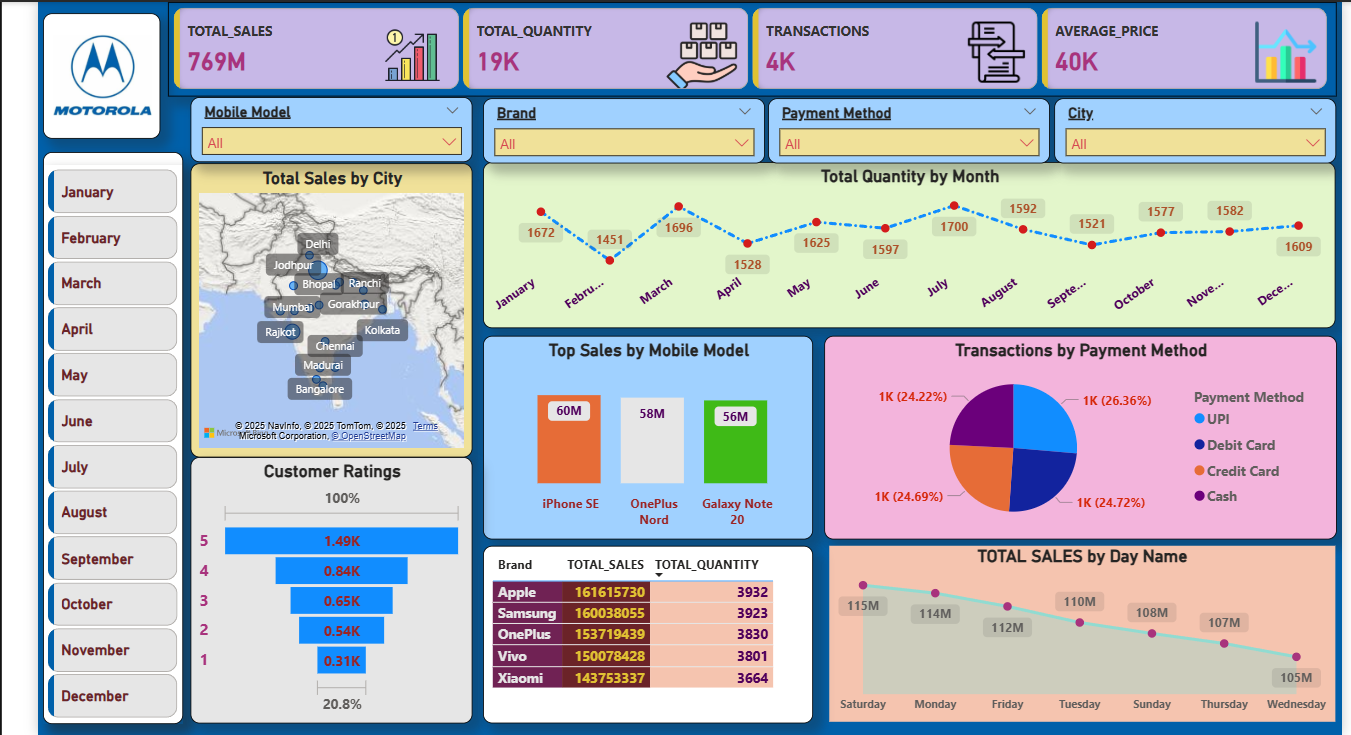 MOTOROLA
TOTAL_SALES
769M
1
TOTAL_QUANTITY
19K
TRANSACTIONS
4K
AVERAGE_PRICE
40K
Mobile Model
All
Brand
All
Payment Method
All
City
All
January
February
March
April
May
June
July
August
September
October
November
December
Total Sales by City
Delhi
Jodhpur
Bhopal
Ranchi
Mumbai
Gorakhpur
Rajkot
Kolkata
Chennai
Madurai
Bangalore
© 2025 NavInfo, © 2025 TomTom, © 2025 Terms
Microsoft Corporation, © OpenStreetMap
Total Quantity by Month
1672
1451
1696
1528
1625
1597
1700
1592
1521
1577
1582
1609
January
Febru...
March
April
May
June
July
August
Septe...
October
Nove...
Dece...
Customer Ratings
100%
5 1.49K
4 0.84K
3 0.65K
2 0.54K
1 0.31K
20.8%
Top Sales by Mobile Model
60M
58M
56M
iPhone SE
OnePlus
Nord
Galaxy Note
20
Transactions by Payment Method
1K (24.22%)
1K (26.36%)
1K (24.69%)
1K (24.72%)
Payment Method
UPI
Debit Card
Credit Card
Cash
Brand TOTAL_SALES TOTAL_QUANTITY
Apple 161615730 3932
Samsung 160038055 3923
OnePlus 153719439 3830
Vivo 150078428 3801
Xiaomi 143753337 3664
TOTAL SALES by Day Name
115M
114M
112M
110M
108M
107M
105M
Saturday
Monday
Friday
Tuesday
Sunday
Thursday
Wednesday